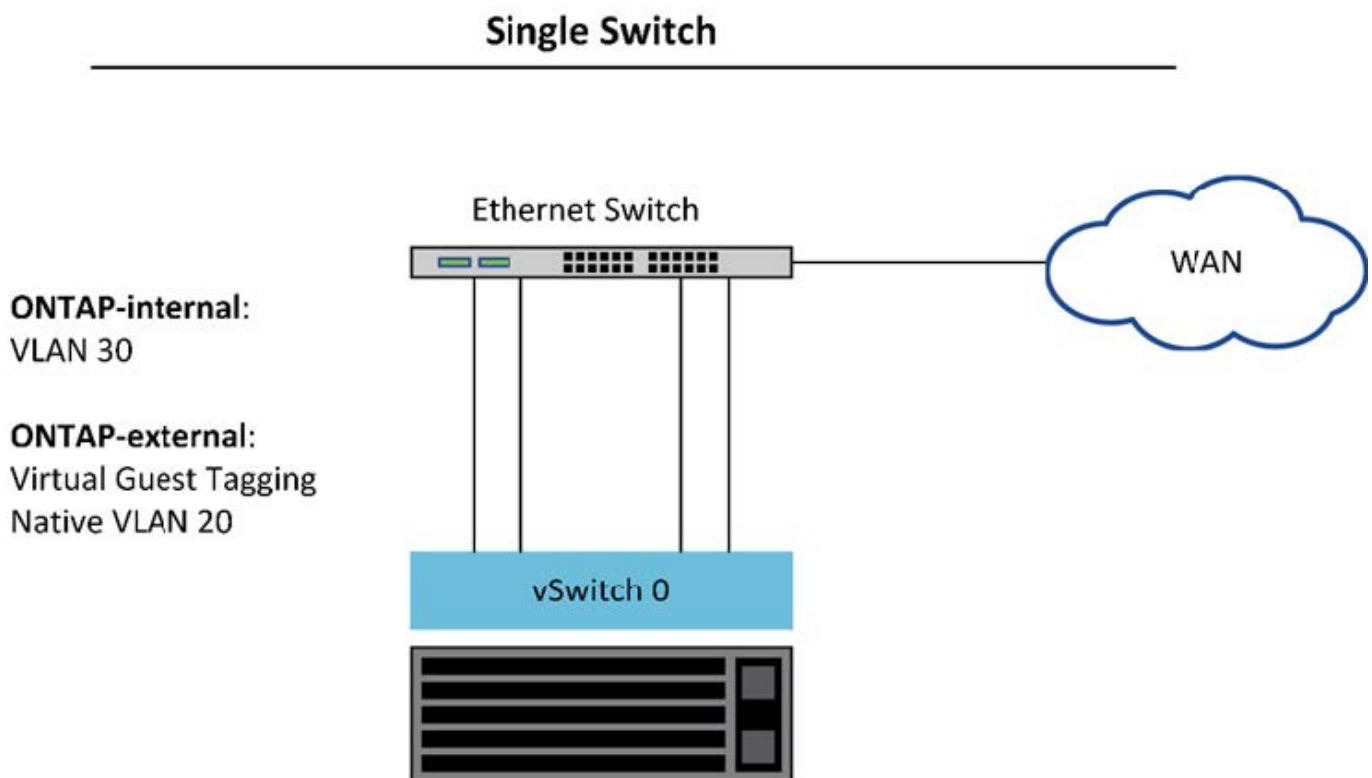 Single Switch
Ethernet Switch
WAN
ONTAP-internal:
VLAN 30
ONTAP-external:
Virtual Guest Tagging
Native VLAN 20
vSwitch 0